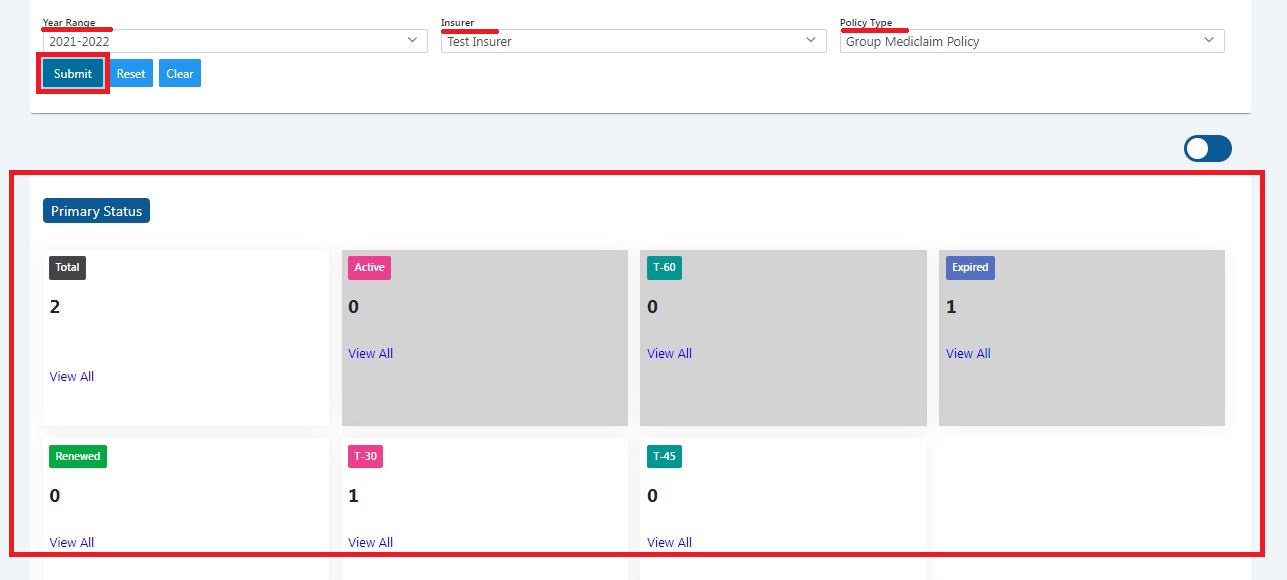 Year Range Insurer Policy Type
2021-2022 Test Insurer Group Mediclaim Policy
Submit Reset Clear
Primary Status
Total Active T-60 Expired
2 0 0 1
View All View All View All
View All
Renewed T-30 T-45
0 1 0
View All View All View All